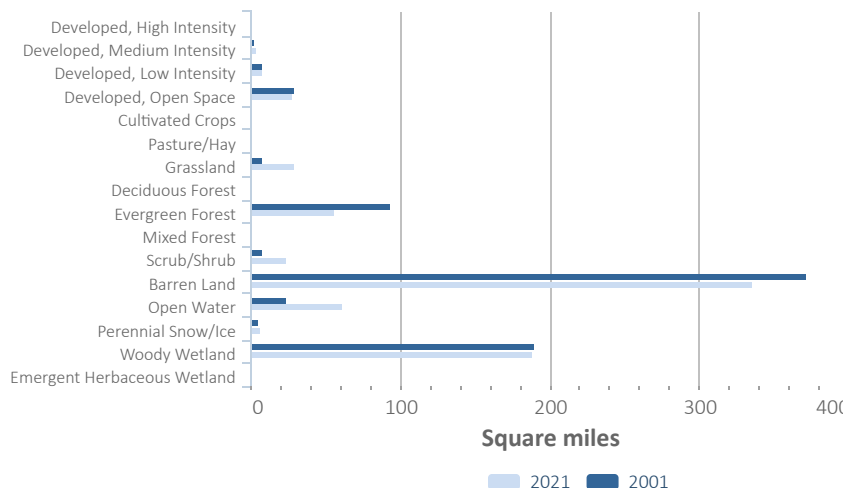 Developed, High Intensity
Developed, Medium Intensity
Developed, Low Intensity
Developed, Open Space
Cultivated Crops
Pasture/Hay
Grassland
Deciduous Forest
Evergreen Forest
Mixed Forest
Scrub/Shrub
Barren Land
Open Water
Perennial Snow/Ice
Woody Wetland
Emergent Herbaceous Wetland
0 100 200 300 400
Square miles
2021 2001